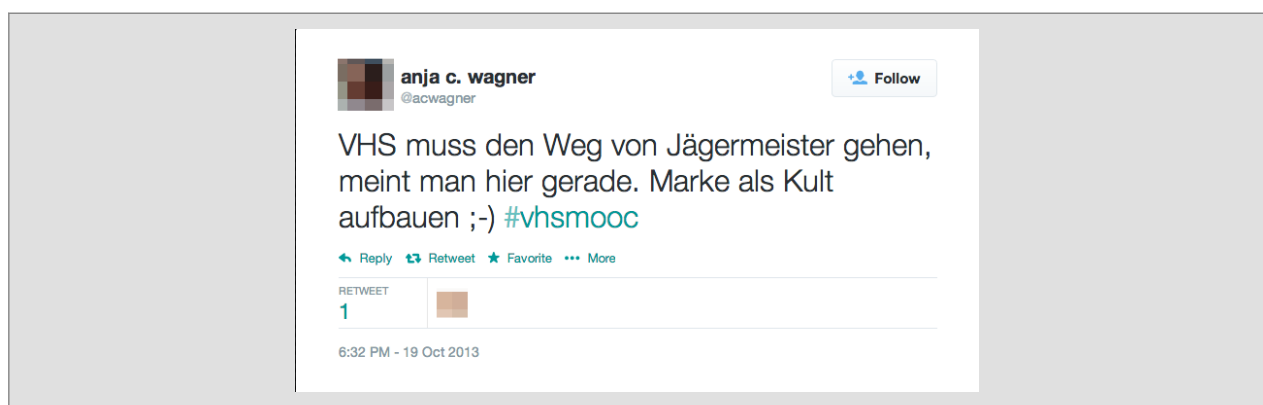 anja c. wagner
@acwagner
Follow
VHS muss den Weg von Jägermeister gehen,
meint man hier gerade. Marke als Kult
aufbauen ;-) #vhsmooc
Reply Retweet Favorite More
RETWEET
1
6:32 PM - 19 Oct 2013